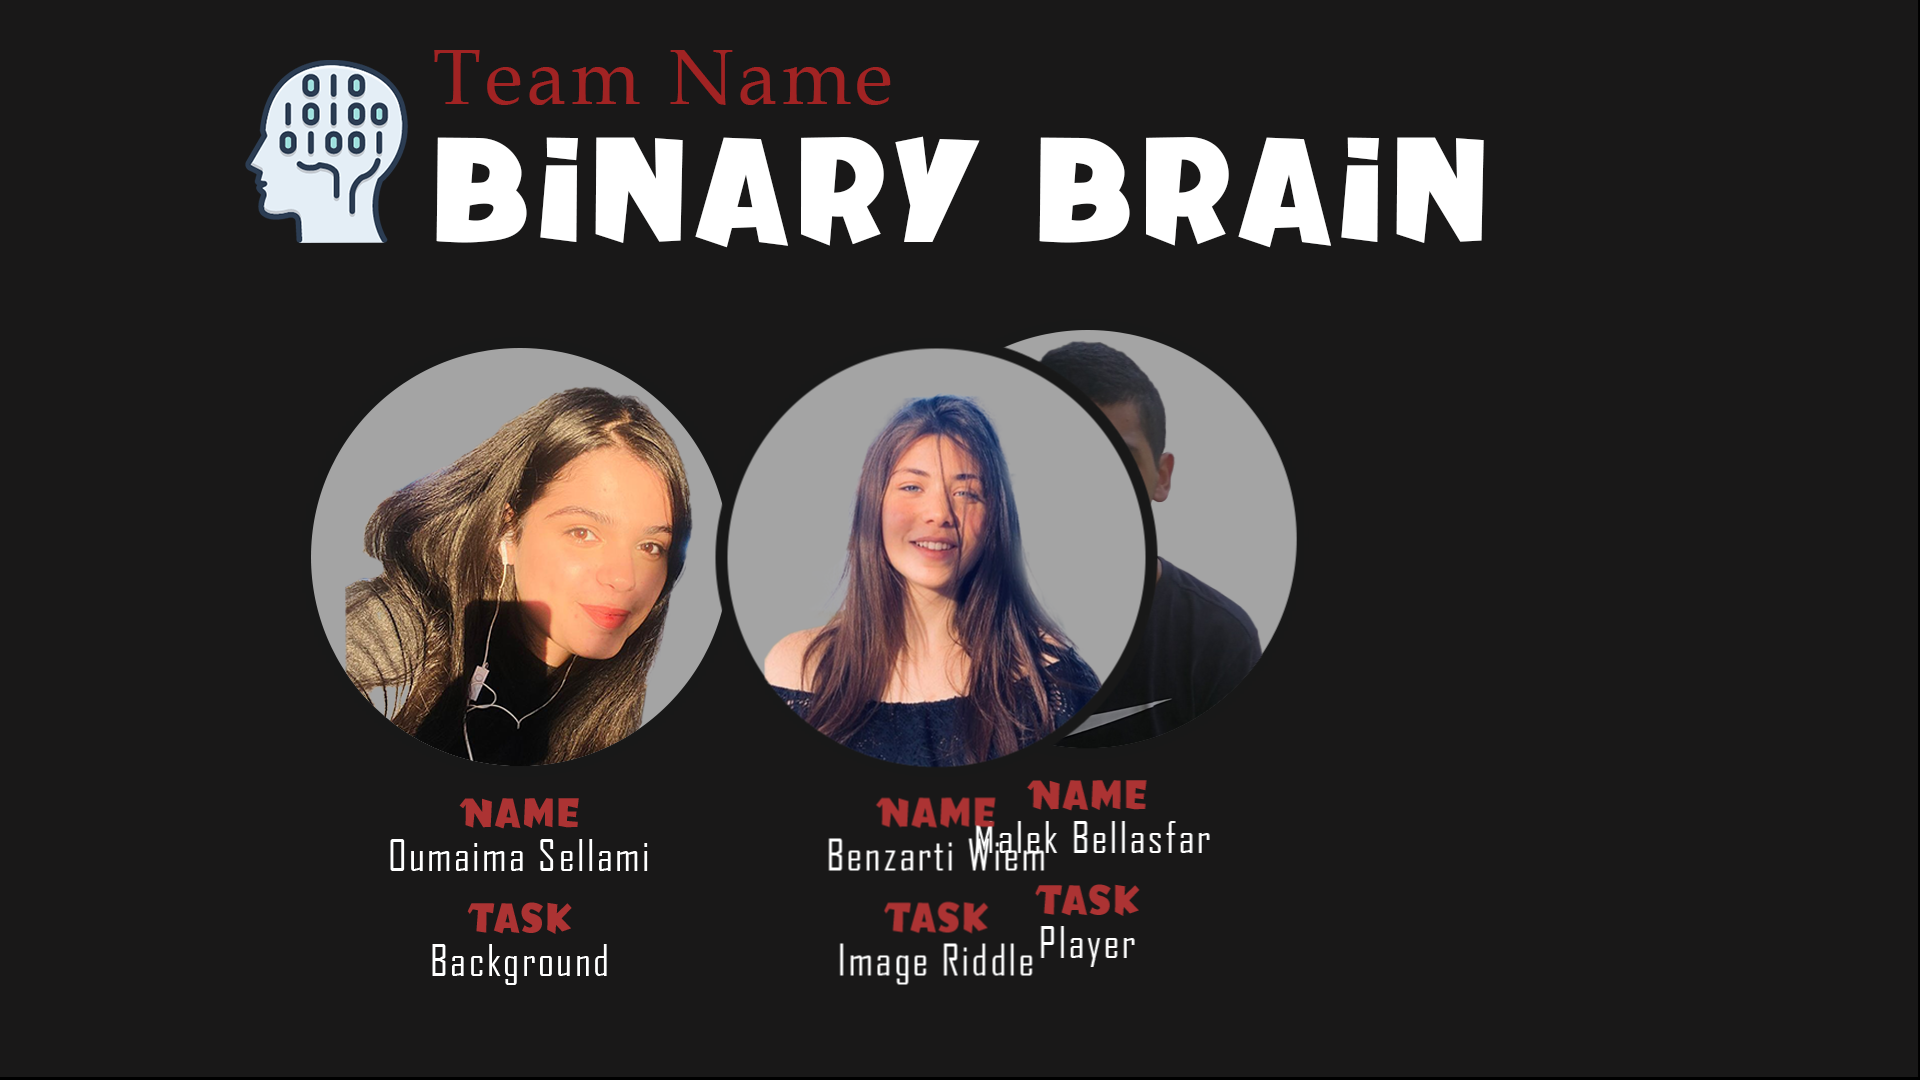 Team Name
BiNARY BRAiN
010
10100
01001
NAME
Oumaima Sellami
TASK
Background
NAME
Benzarti Wiem
TASK
Image Riddle
NAME
Malek Bellasfar
TASK
Player